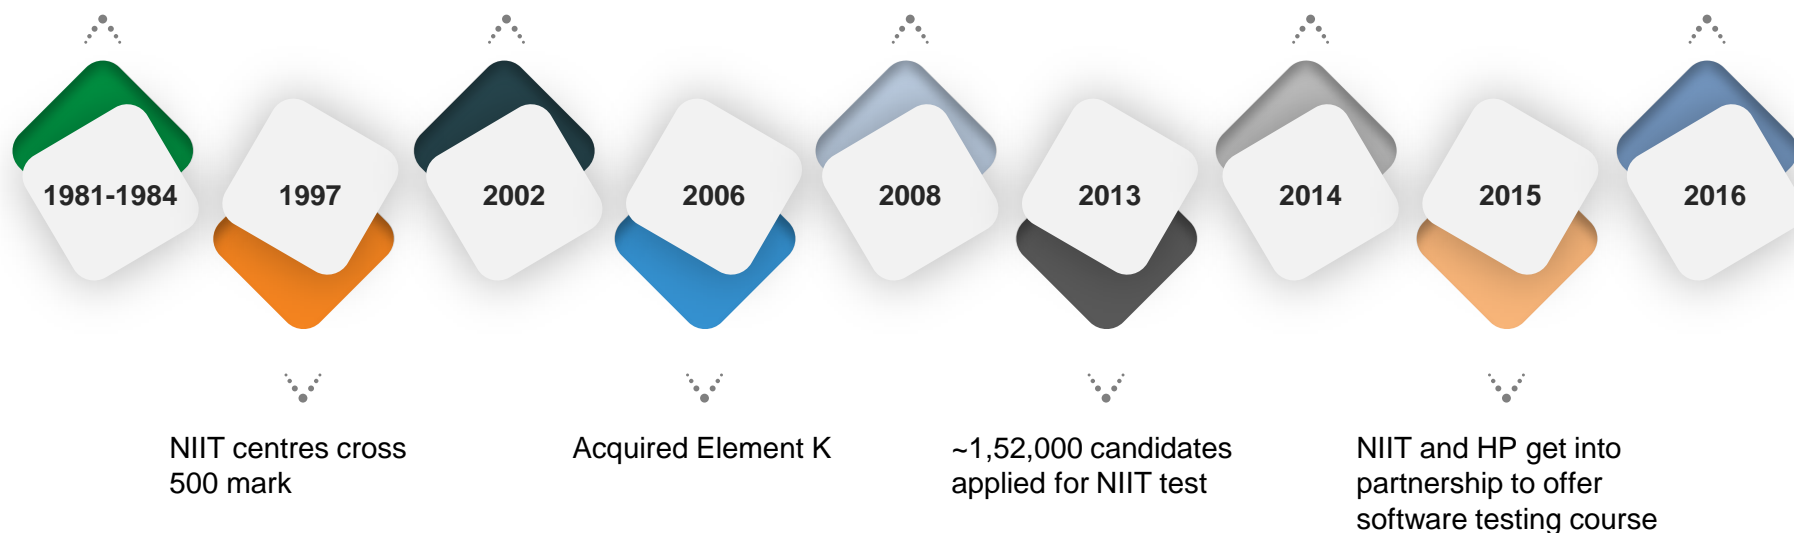 1981-1984
1997
2002
2006
2008
2013
2014
2015
2016
NIIT centres cross
500 mark
Acquired Element K
~1,52,000 candidates
applied for NIIT test
NIIT and HP get into
partnership to offer
software testing course